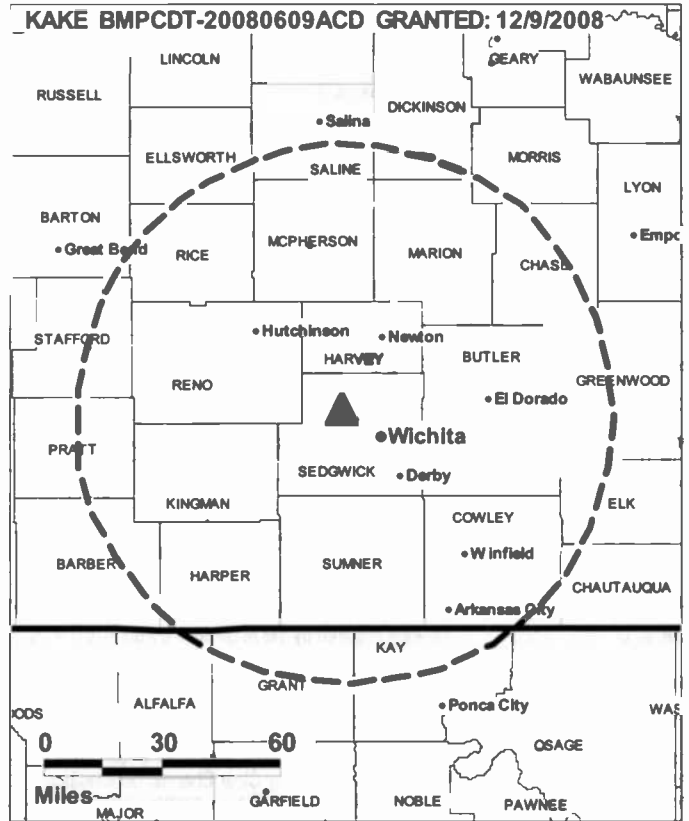 KAKE BMPCDT-20080609ACD GRANTED: 12/9/2008
LINCOLN
GEARY
WABAUNSEE
RUSSELL
DICKINSON
Salina
ELLSWORTH
SALINE
MORRIS
LYON
BARTON
Great Bend
RICE
MCPHERSON
MARION
CHASE
Empo
STAFFORD
Hutchinson
Newton
HARVEY
BUTLER
RENO
GREENWOOD
El Dorado
Wichita
PRATT
SEDGWICK
Derby
KINGMAN
COWLEY
ELK
BARBER
HARPER
SUMNER
Winfield
CHAUTAUQUA
Arkansas City
KAY
GRANT
ALFALFA
Ponca City
ODS
WAS
0 30 60
OSAGE
Miles
GARFIELD
NOBLE
PAWNEE
MAJOR